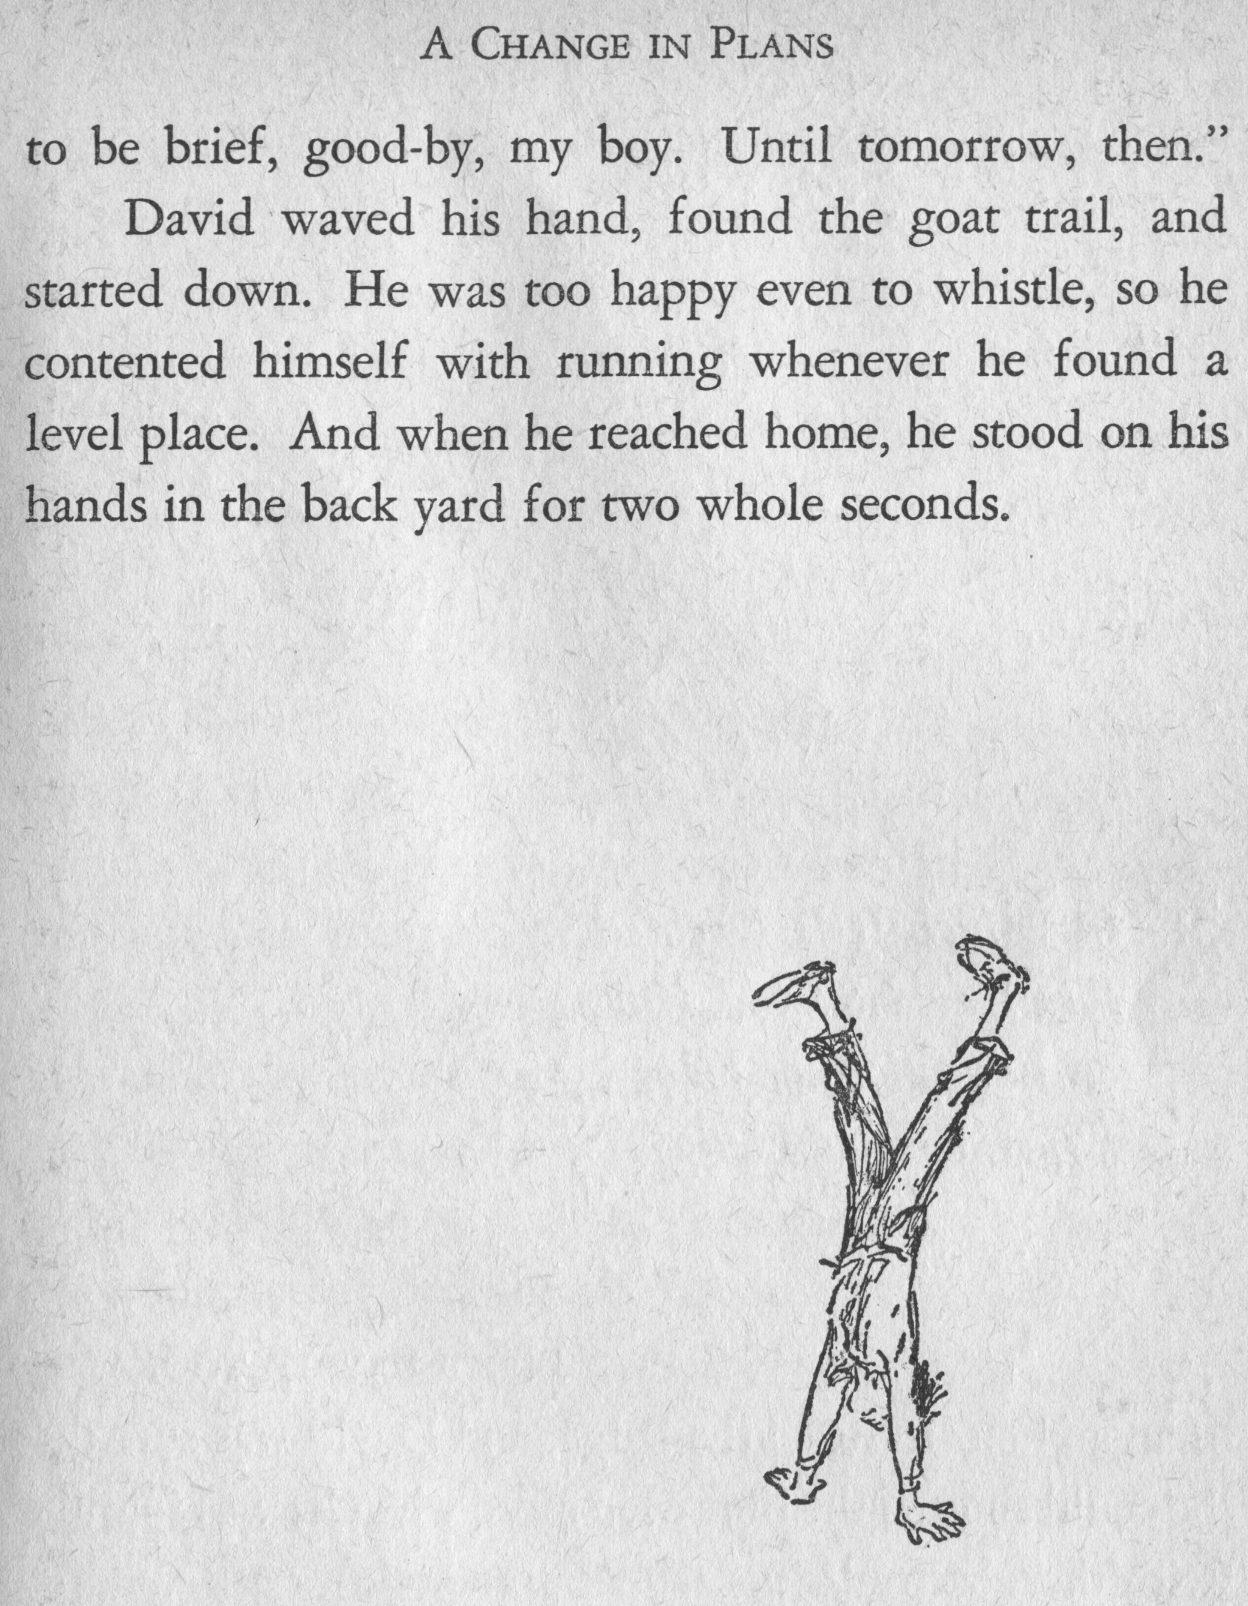 A Change in Plans
to be brief, good-by, my boy. Until tomorrow, then.”
David waved his hand, found the goat trail, and
started down. He was too happy even to whistle, so he
contented himself with running whenever he found a
level place. And when he reached home, he stood on his
hands in the back yard for two whole seconds.